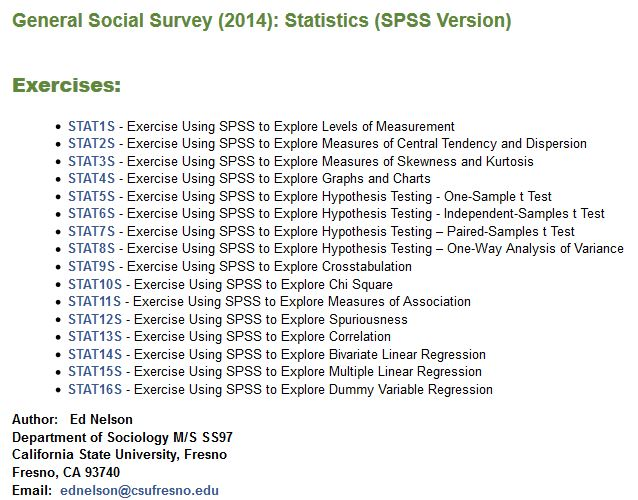 General Social Survey (2014): Statistics (SPSS Version)
Exercises:
• STAT1S - Exercise Using SPSS to Explore Levels of Measurement
• STAT2S - Exercise Using SPSS to Explore Measures of Central Tendency and Dispersion
• STAT3S - Exercise Using SPSS to Explore Measures of Skewness and Kurtosis
• STAT4S - Exercise Using SPSS to Explore Graphs and Charts
• STAT5S - Exercise Using SPSS to Explore Hypothesis Testing - One-Sample t Test
• STAT6S - Exercise Using SPSS to Explore Hypothesis Testing - Independent-Samples t Test
• STAT7S - Exercise Using SPSS to Explore Hypothesis Testing – Paired-Samples t Test
• STAT8S - Exercise Using SPSS to Explore Hypothesis Testing – One-Way Analysis of Variance
• STAT9S - Exercise Using SPSS to Explore Crosstabulation
• STAT10S - Exercise Using SPSS to Explore Chi Square
• STAT11S - Exercise Using SPSS to Explore Measures of Association
• STAT12S - Exercise Using SPSS to Explore Spuriousness
• STAT13S - Exercise Using SPSS to Explore Correlation
• STAT14S - Exercise Using SPSS to Explore Bivariate Linear Regression
• STAT15S - Exercise Using SPSS to Explore Multiple Linear Regression
• STAT16S - Exercise Using SPSS to Explore Dummy Variable Regression
Author: Ed Nelson
Department of Sociology M/S SS97
California State University, Fresno
Fresno, CA 93740
Email: ednelson@csufresno.edu